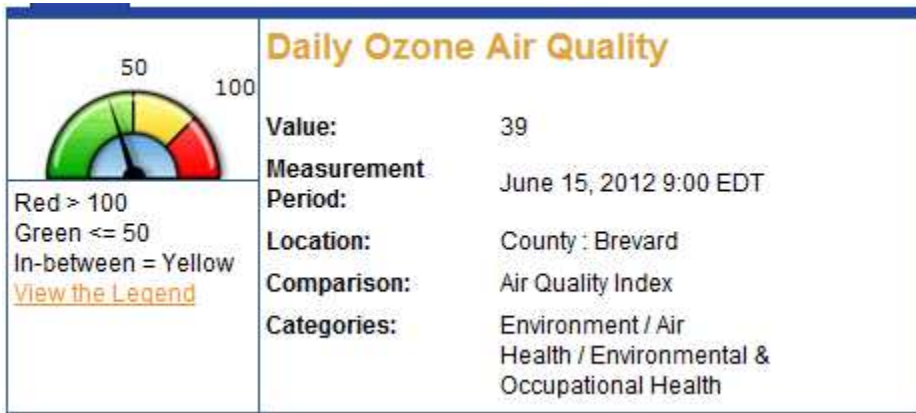 50
100
Red > 100
Green <= 50
In-between = Yellow
View the Legend
Daily Ozone Air Quality
Value: 39
Measurement Period: June 15, 2012 9:00 EDT
Location: County : Brevard
Comparison: Air Quality Index
Categories: Environment / Air
Health / Environmental &
Occupational Health